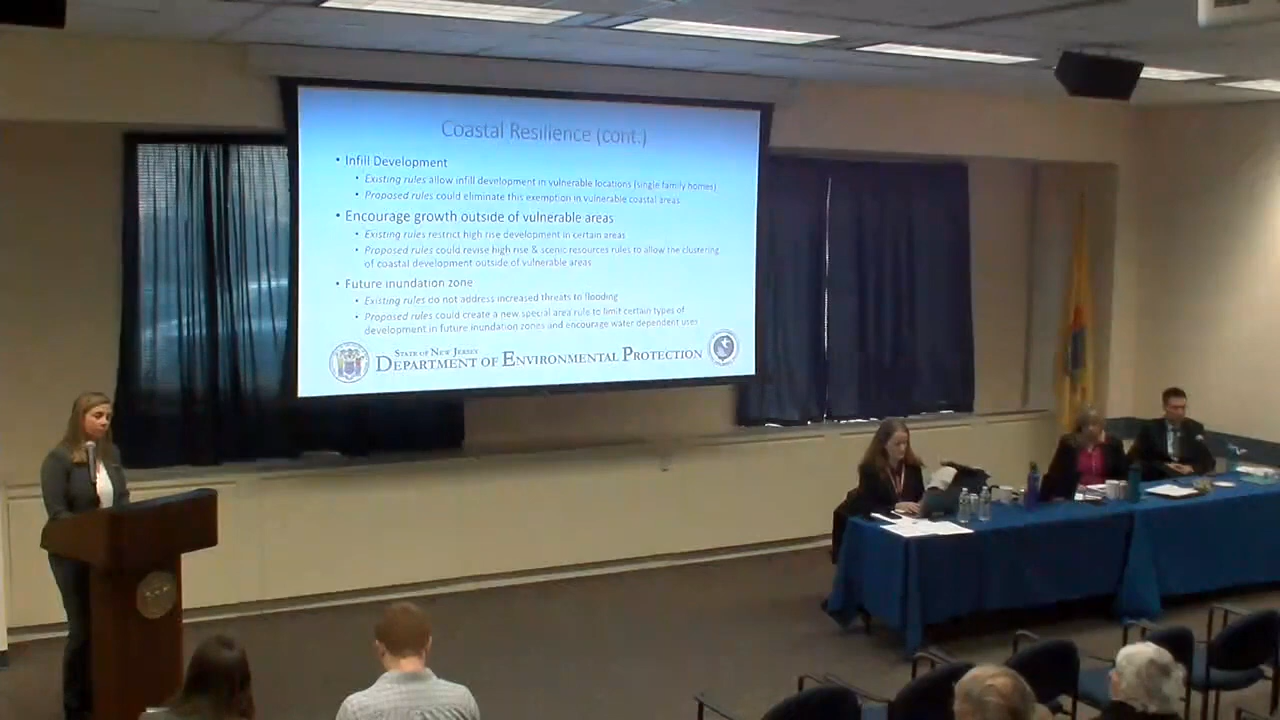 Coastal Resilience (cont.)
• Infill Development
• Existing rules allow infill development in vulnerable locations (single family homes)
• Proposed rules could eliminate this exemption in vulnerable coastal areas
• Encourage growth outside of vulnerable areas
• Existing rules restrict high rise development in certain areas
• Proposed rules could revise high rise & scenic resources rules to allow the clustering
of coastal development outside of vulnerable areas
• Future inundation zone
• Existing rules do not address increased threats to flooding
• Proposed rules could create a new special area rule to limit certain types of
development in future inundation zones and encourage water dependent uses
STATE OF NEW JERSEY
DEPARTMENT OF ENVIRONMENTAL PROTECTION